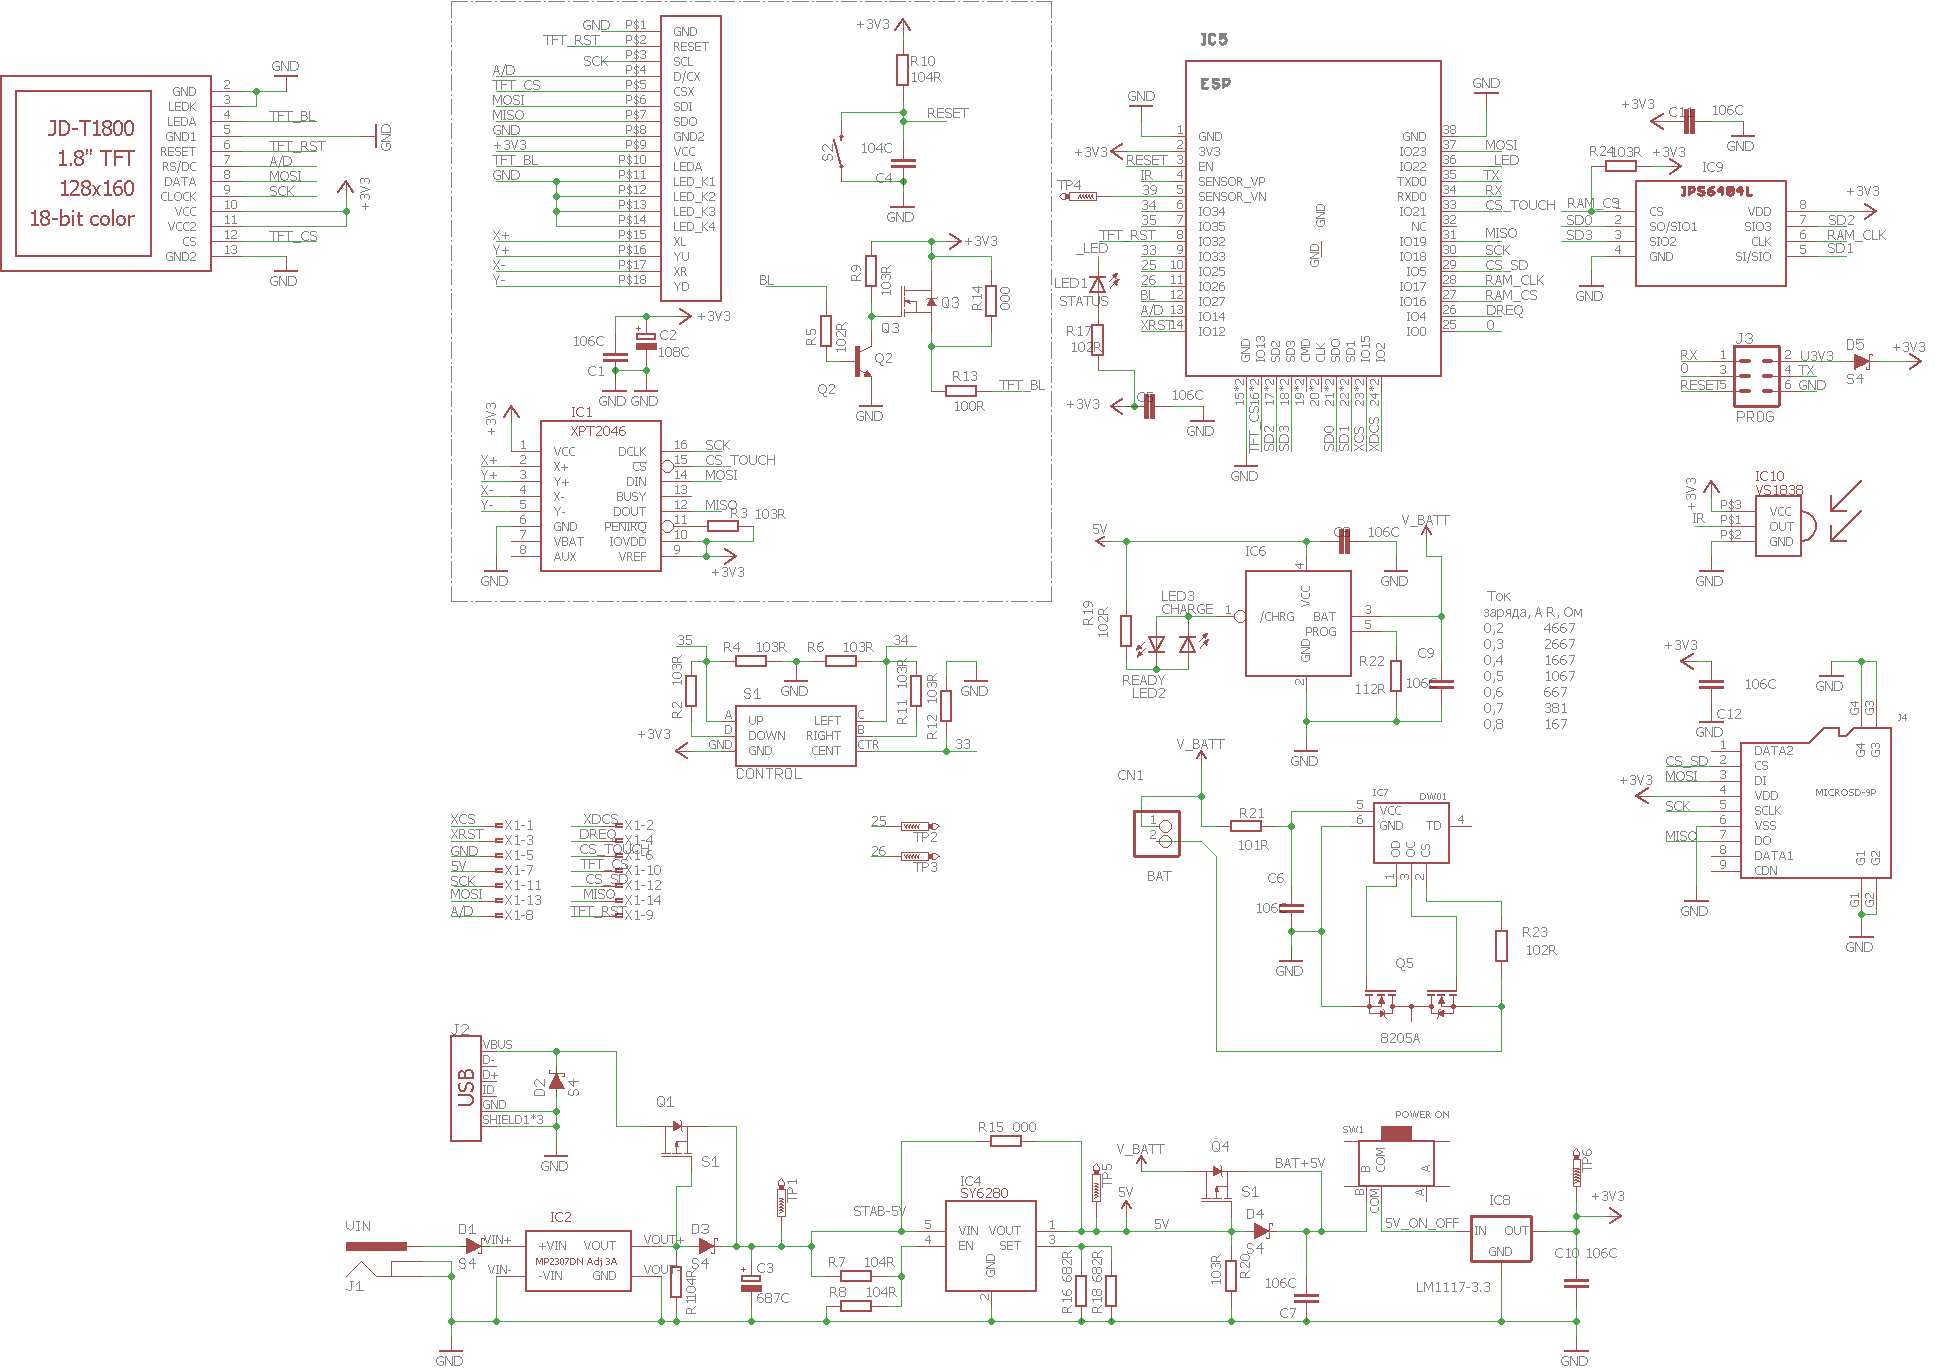 JD-T1800
1.8" TFT
128x160
18-bit color
GND 2 GND
LEDK 3
LEDA 4 TFT_BL
GND1 5 GND
RESET 6 TFT_RST
RS/DC 7 A/D
DATA 8 MOSI
CLOCK 9 SCK
VCC 10 +3V3
VCC2 11
CS 12 TFT_CS
GND2 13
GND
GND P$1 GND
TFT_RST P$2 RESET
SCK P$3 SCL
A/D P$4 D/CX
TFT_CS P$5 CSX
MOSI P$6 SDI
MISO P$7 SDO
GND P$8 GND2
+3V3 P$9 VCC
TFT_BL P$10 LEDA
GND P$11 LED_K1
P$12 LED_K2
P$13 LED_K3
P$14 LED_K4
X+ P$15 XL
Y+ P$16 YU
X- P$17 XR
Y- P$18 YD
+3V3
R10
104R
RESET
S2
104C
C4
GND
+3V3
R9
103R
BL
R5
102R
Q3
Q3
R14
000
Q2
Q2
GND
R13
100R
TFT_BL
+3V3
106C
C1
C2
108C
GND GND
+3V3
IC1
XPT2046
1 VCC DCLK 16 SCK
X+ 2 X+ CS 15 CS_TOUCH
Y+ 3 Y+ DIN 14 MOSI
X- 4 X- BUSY 13
Y- 5 Y- DOUT 12 MISO
6 GND PENIRQ 11 R3 103R
7 VBAT IOVDD 10
8 AUX VREF 9
+3V3
GND
JC5
ESP
GND
GND
1 GND GND 38
+3V3 2 3V3 IO23 37 MOSI
RESET 3 EN IO22 36 LED
IR 4 SENSOR_VP TXD0 35 TX
TP4 39 5 SENSOR_VN RXD0 34 RX
34 6 IO34 IO21 33 CS_TOUCH
35 7 IO35 NC 32
TFT_RST 8 IO32 IO19 31 MISO
33 9 IO33 IO18 30 SCK
25 10 IO25 IO5 29 CS_SD
26 11 IO26 IO17 28 RAM_CLK
BL 12 IO27 IO16 27 RAM_CS
A/D 13 IO14 IO4 26 DREQ
XRST 14 IO12 IO0 25 0
GND
GND
GND IO13 SD2 SD3 CMD CLK SDO SD1 IO15 IO2
15*2 16*2 17*2 18*2 19*2 20*2 21*2 22*2 23*2 24*2
TFT_CS SD2 SD3 SD0 SD1 XCS XDCS
GND
_LED
LED1
STATUS
R17
102R
+3V3
106C
GND
+3V3
C11
106C
GND
R24
103R
+3V3
IC9
JPS6404L
RAM_CS 1 CS VDD 8 +3V3
SD0 2 SO/SIO1 SIO3 7 SD2
SD3 3 SIO2 CLK 6 RAM_CLK
4 GND SI/SIO 5 SD1
GND
J3
RX 1 2 U3V3
0 3 4 TX
RESET 5 6 GND
PROG
D5
S4
+3V3
IC10
VS1838
+3V3 P$3 VCC
IR P$1 OUT
P$2 GND
GND
35 R4 103R R6 103R 34
R2
103R
GND
R11 103R
R12 103R
GND
S1
A UP LEFT C
D DOWN RIGHT B
GND GND CENT CTR 33
+3V3
CONTROL
XCS X1-1 XDCS X1-2
XRST X1-3 DREQ X1-4
GND X1-5 CS_TOUCH X1-6
5V X1-7 TFT_CS X1-10
SCK X1-11 CS_SD X1-12
MOSI X1-13 MISO X1-14
A/D X1-8 TFT_RST X1-9
25 TP2
26 TP3
5V
106C
V_BATT
IC6
GND
R19
102R
LED3
CHARGE
READY
LED2
1 /CHRG
4 VCC
BAT 3
PROG 5
GND 2
R22
112R
C9
106C
GND
Ток
заряда, A R, Ом
0,2 4667
0,3 2667
0,4 1667
0,5 1067
0,6 667
0,7 381
0,8 167
V_BATT
CN1
1
2
BAT
R21
101R
C6
106C
GND
IC7
DW01
5 VCC
6 GND TD 4
OD OC CS
1 3 2
R23
102R
Q5
8205A
+3V3
106C
C12
GND
GND
J4
G4 G3
G4 G3
MICROSD-9P
1 DATA2
CS_SD 2 CS
MOSI 3 DI
+3V3 4 VDD
SCK 5 SCLK
6 VSS
MISO 7 DO
8 DATA1
9 CDN
G1 G2
G1 G2
GND
GND
J2
USB
VBUS
D-
D+
ID
GND
SHIELD1*3
D2
S4
GND
Q1
S1
VIN
J1
D1
S4
VIN+
VIN-
IC2
+VIN VOUT
MP2307DN Adj 3A
-VIN GND
VOUT+
VOUT-
R1
104R
D3
S4
C3
687C
TP1
STAB-5V
R7 104R
R8 104R
R15 000
IC4
SY6280
5 VIN VOUT 1
4 EN SET 3
GND
2
R16 682R
R18 682R
TP5
5V
5V
V_BATT
Q4
S1
BAT+5V
D4
S4
103R
R20
106C
C7
POWER ON
SW1
B COM A
B COM A
5V_ON_OFF
IC8
IN OUT
GND
LM1117-3.3
TP6
+3V3
C10 106C
GND
GND